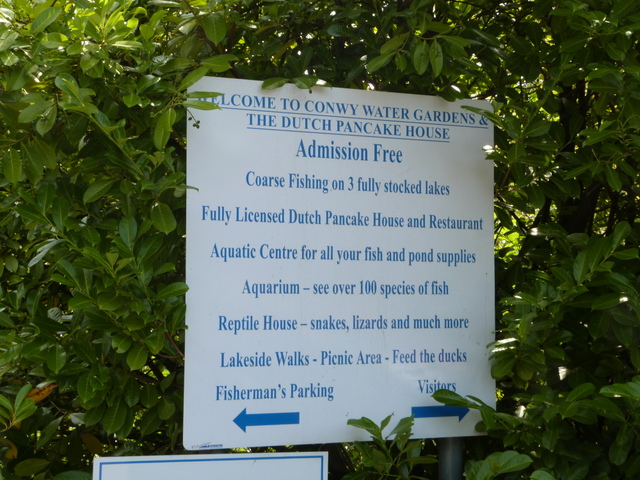 WELCOME TO CONWY WATER GARDENS &
THE DUTCH PANCAKE HOUSE
Admission Free
Coarse Fishing on 3 fully stocked lakes
Fully Licensed Dutch Pancake House and Restaurant
Aquatic Centre for all your fish and pond supplies
Aquarium – see over 100 species of fish
Reptile House – snakes, lizards and much more
Lakeside Walks - Picnic Area - Feed the ducks
Fisherman's Parking Visitors